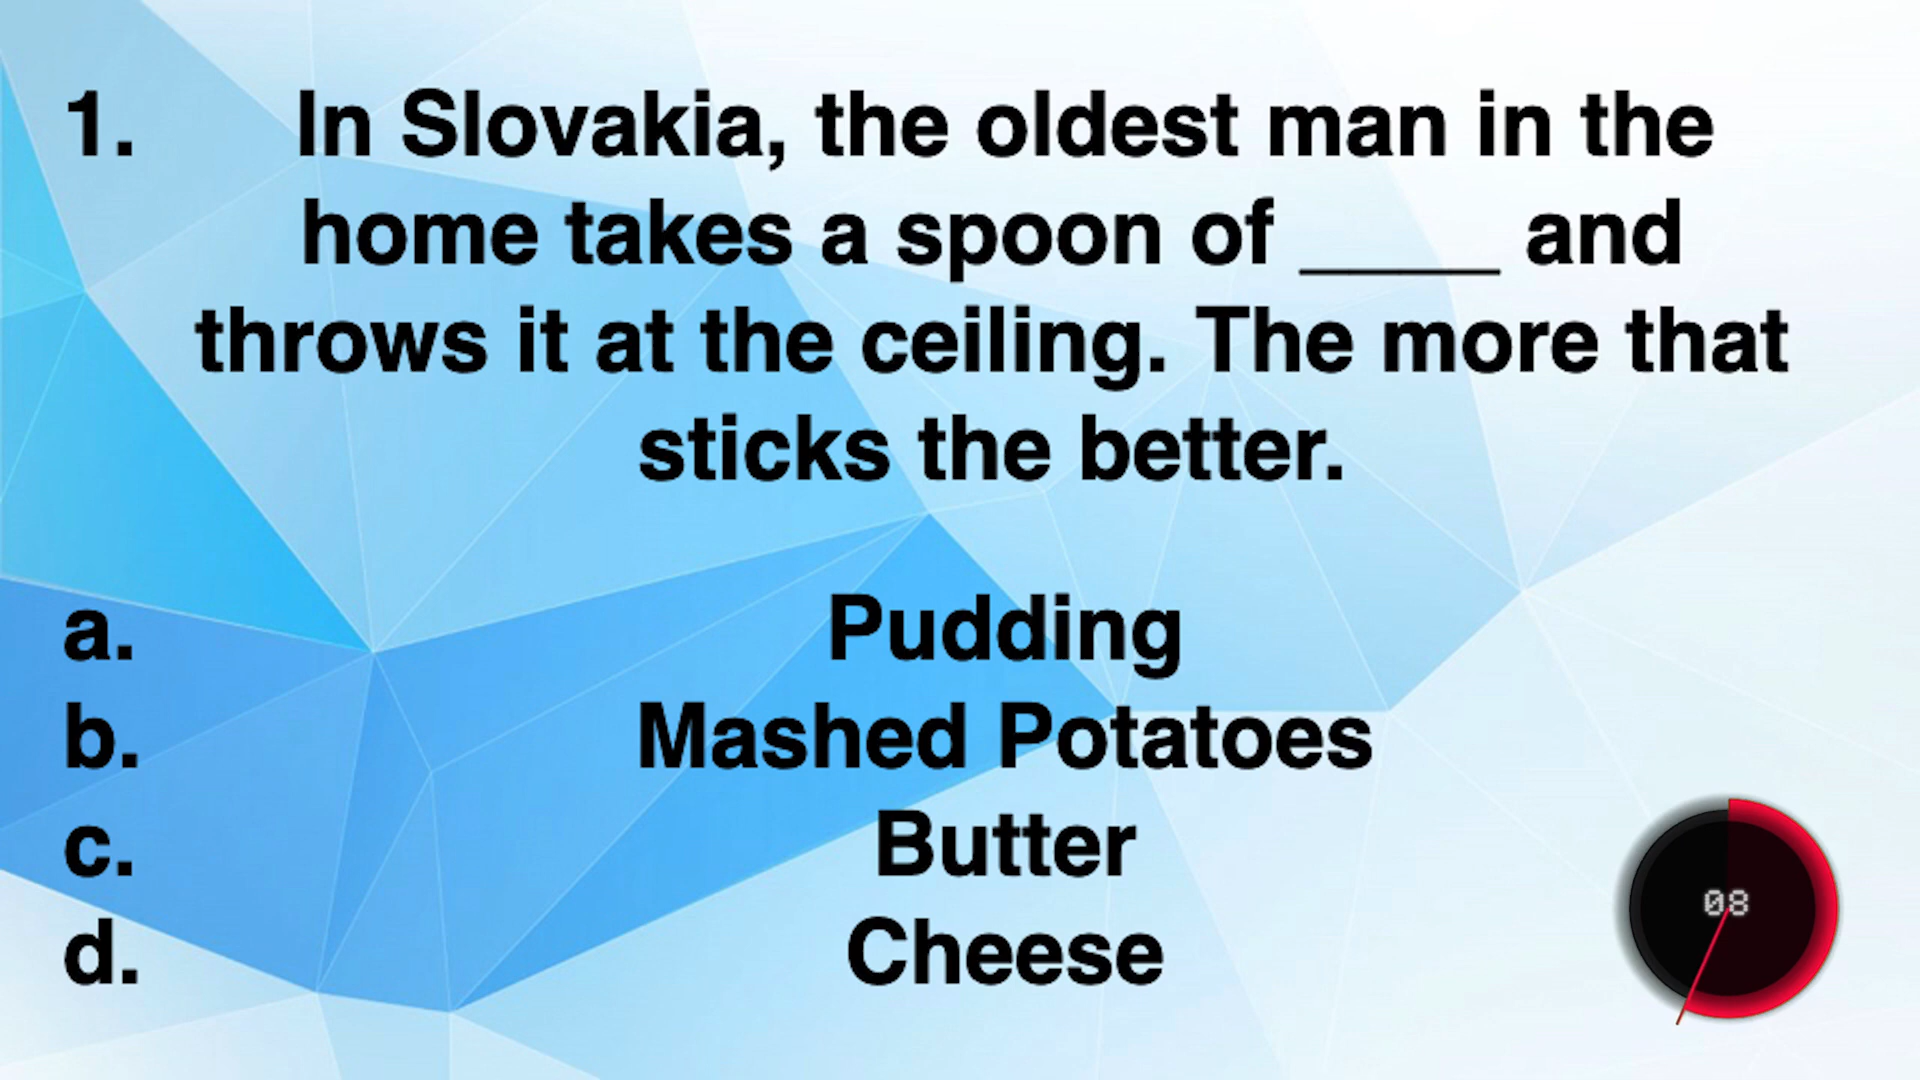 1. In Slovakia, the oldest man in the
home takes a spoon of _____ and
throws it at the ceiling. The more that
sticks the better.
a. Pudding
b. Mashed Potatoes
c. Butter
d. Cheese
08